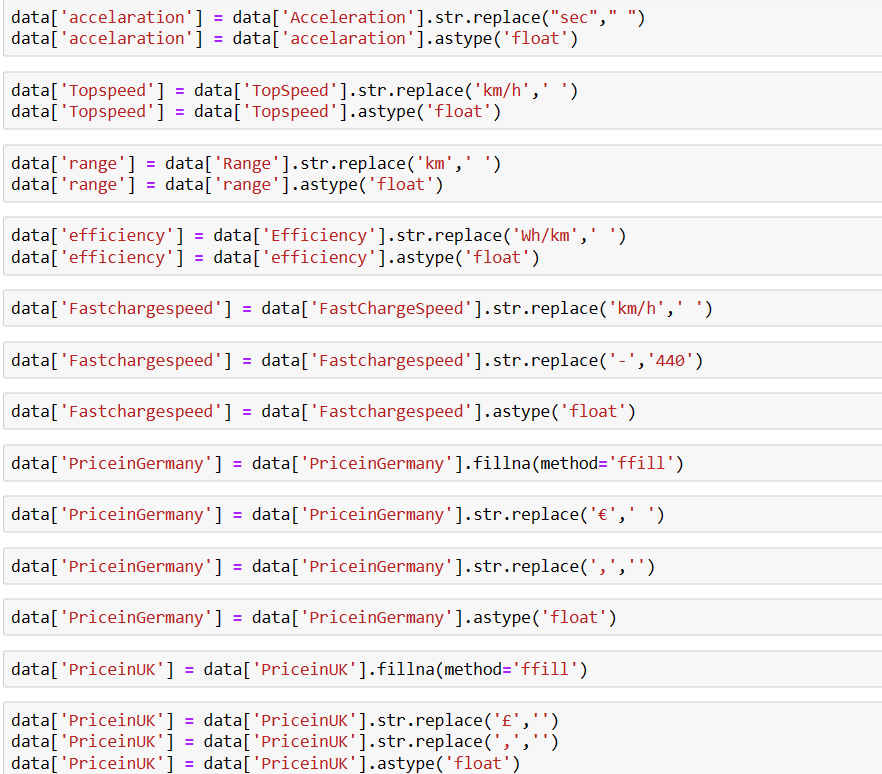 data['accelaration'] = data['Acceleration'].str.replace("sec"," ")
data['accelaration'] = data['accelaration'].astype('float')
data['Topspeed'] = data['TopSpeed'].str.replace('km/h',' ')
data['Topspeed'] = data['Topspeed'].astype('float')
data['range'] = data['Range'].str.replace('km',' ')
data['range'] = data['range'].astype('float')
data['efficiency'] = data['Efficiency'].str.replace('Wh/km',' ')
data['efficiency'] = data['efficiency'].astype('float')
data['Fastchargespeed'] = data['FastChargeSpeed'].str.replace('km/h',' ')
data['Fastchargespeed'] = data['Fastchargespeed'].str.replace('-','440')
data['Fastchargespeed'] = data['Fastchargespeed'].astype('float')
data['PriceinGermany'] = data['PriceinGermany'].fillna(method='ffill')
data['PriceinGermany'] = data['PriceinGermany'].str.replace('€',' ')
data['PriceinGermany'] = data['PriceinGermany'].str.replace(',','')
data['PriceinGermany'] = data['PriceinGermany'].astype('float')
data['PriceinUK'] = data['PriceinUK'].fillna(method='ffill')
data['PriceinUK'] = data['PriceinUK'].str.replace('£','')
data['PriceinUK'] = data['PriceinUK'].str.replace(',','')
data['PriceinUK'] = data['PriceinUK'].astype('float')